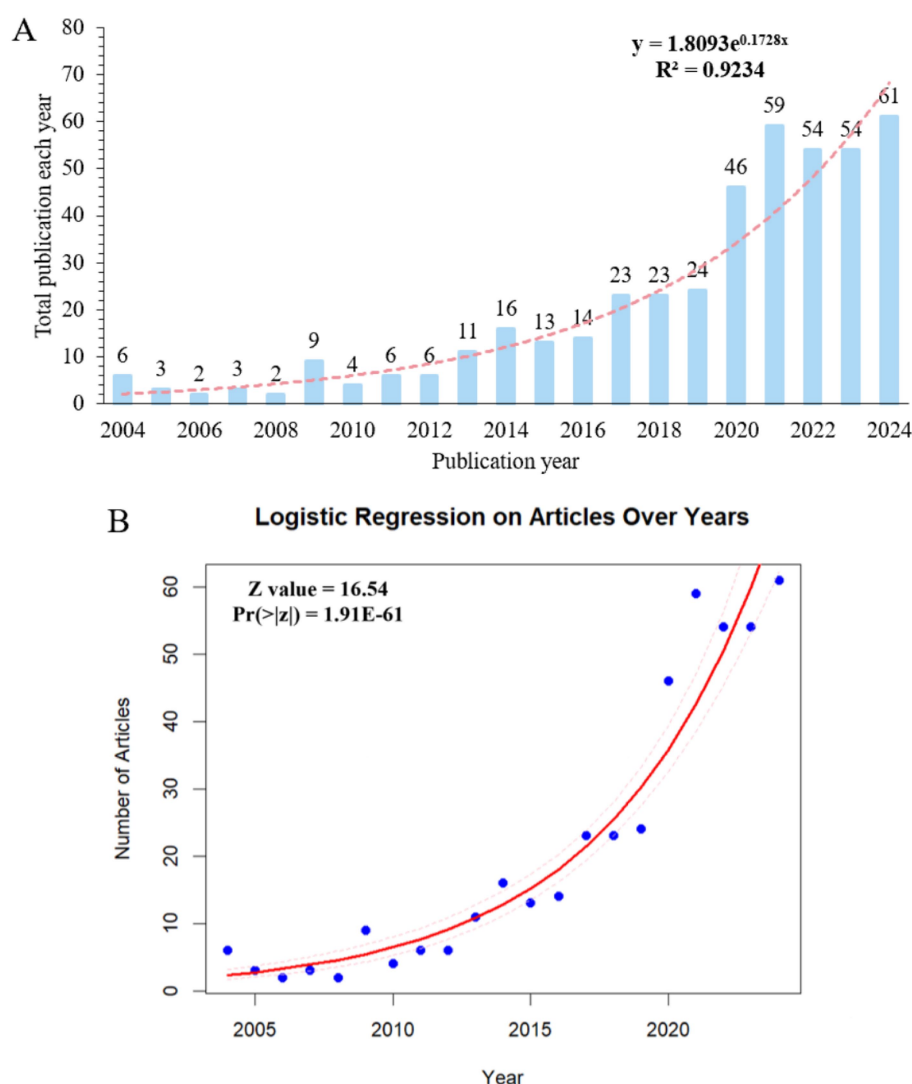 A
y = 1.8093e^0.1728x
R² = 0.9234
Total publication each year
80
70
60
50
40
30
20
10
0
6
3
2
3
2
9
4
6
6
11
16
13
14
23
23
24
46
59
54
54
61
2004 2006 2008 2010 2012 2014 2016 2018 2020 2022 2024
Publication year
B
Logistic Regression on Articles Over Years
Z value = 16.54
Pr(>|z|) = 1.91E-61
Number of Articles
60
50
40
30
20
10
0
2005 2010 2015 2020
Year